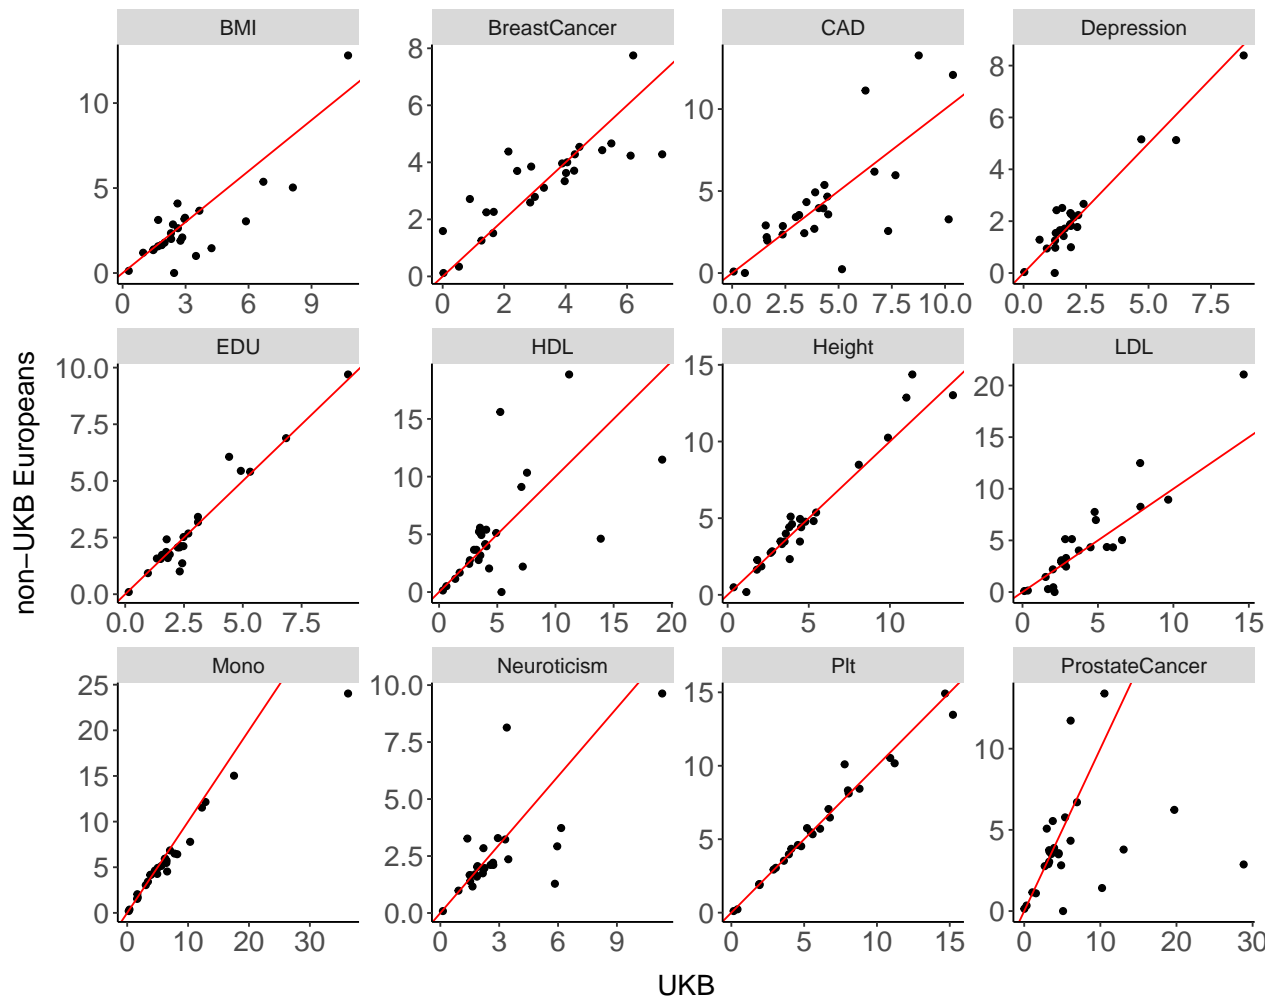 BMI BreastCancer CAD Depression
10 8 10 8
5 6 5 6
0 4 0 4
2 2
0 0
0 3 6 9 0 2 4 6 0.0 2.5 5.0 7.5 10.0 0.0 2.5 5.0 7.5
EDU HDL Height LDL
10.0 15 15 20
7.5 10 10 15
5.0 5 5 10
2.5 0 0 5
0.0 0
0.0 2.5 5.0 7.5 0 5 10 15 20 0 5 10 0 5 10 15
non−UKB Europeans
Mono Neuroticism Plt ProstateCancer
25 10.0 15 10
20 7.5 10 5
15 5.0 5 0
10 2.5 0
5 0.0
0
0 10 20 30 0 3 6 9 0 5 10 15 0 10 20 30
UKB